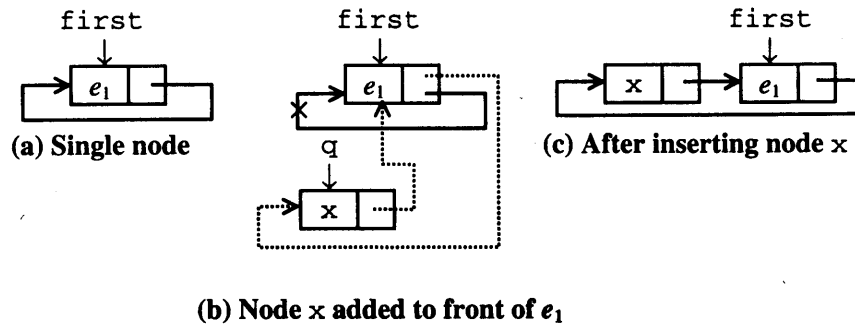 first
e₁
(a) Single node
first
e₁
q
x
(b) Node x added to front of e₁
first
x
e₁
(c) After inserting node x